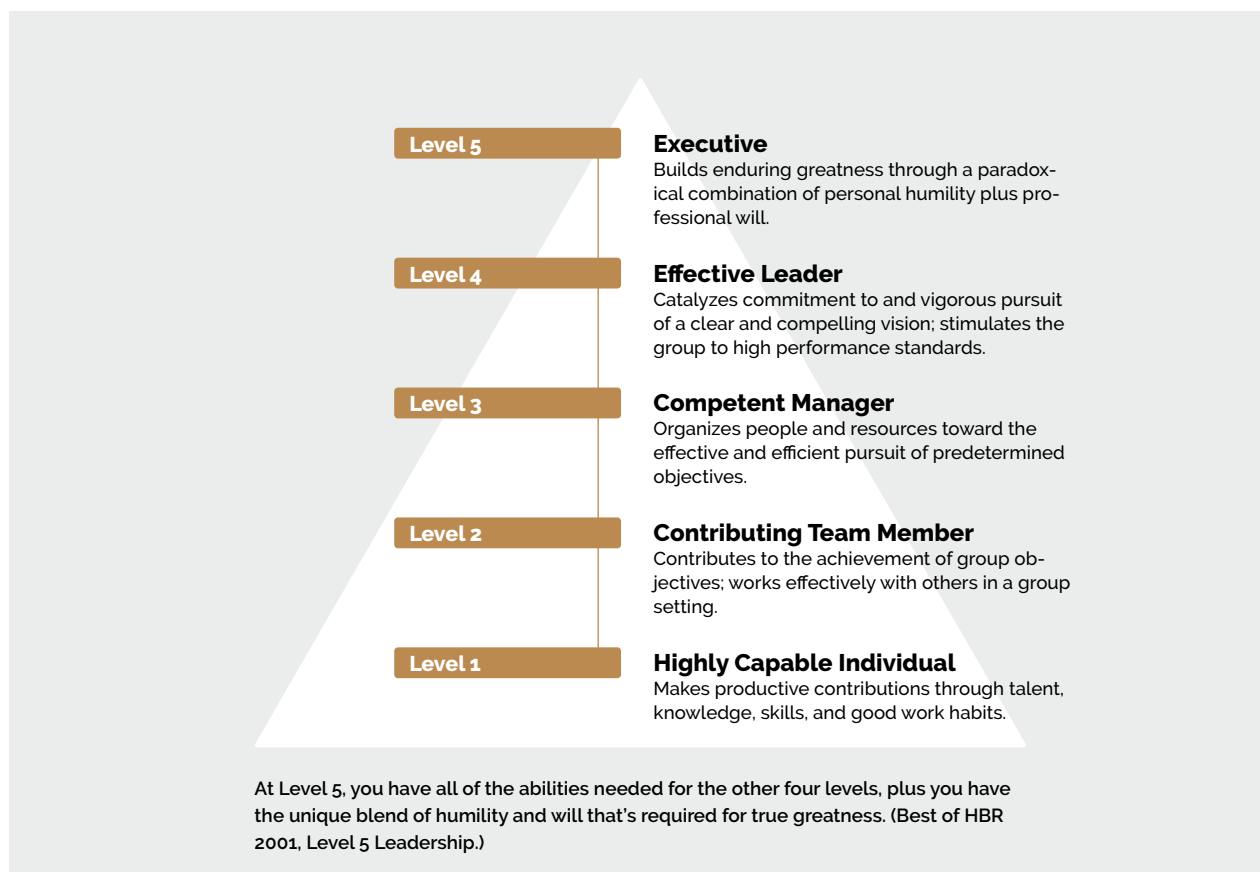 Level 5
Executive
Builds enduring greatness through a paradox-
ical combination of personal humility plus pro-
fessional will.
Level 4
Effective Leader
Catalyzes commitment to and vigorous pursuit
of a clear and compelling vision; stimulates the
group to high performance standards.
Level 3
Competent Manager
Organizes people and resources toward the
effective and efficient pursuit of predetermined
objectives.
Level 2
Contributing Team Member
Contributes to the achievement of group ob-
jectives; works effectively with others in a group
setting.
Level 1
Highly Capable Individual
Makes productive contributions through talent,
knowledge, skills, and good work habits.
At Level 5, you have all of the abilities needed for the other four levels, plus you have
the unique blend of humility and will that's required for true greatness. (Best of HBR
2001, Level 5 Leadership.)